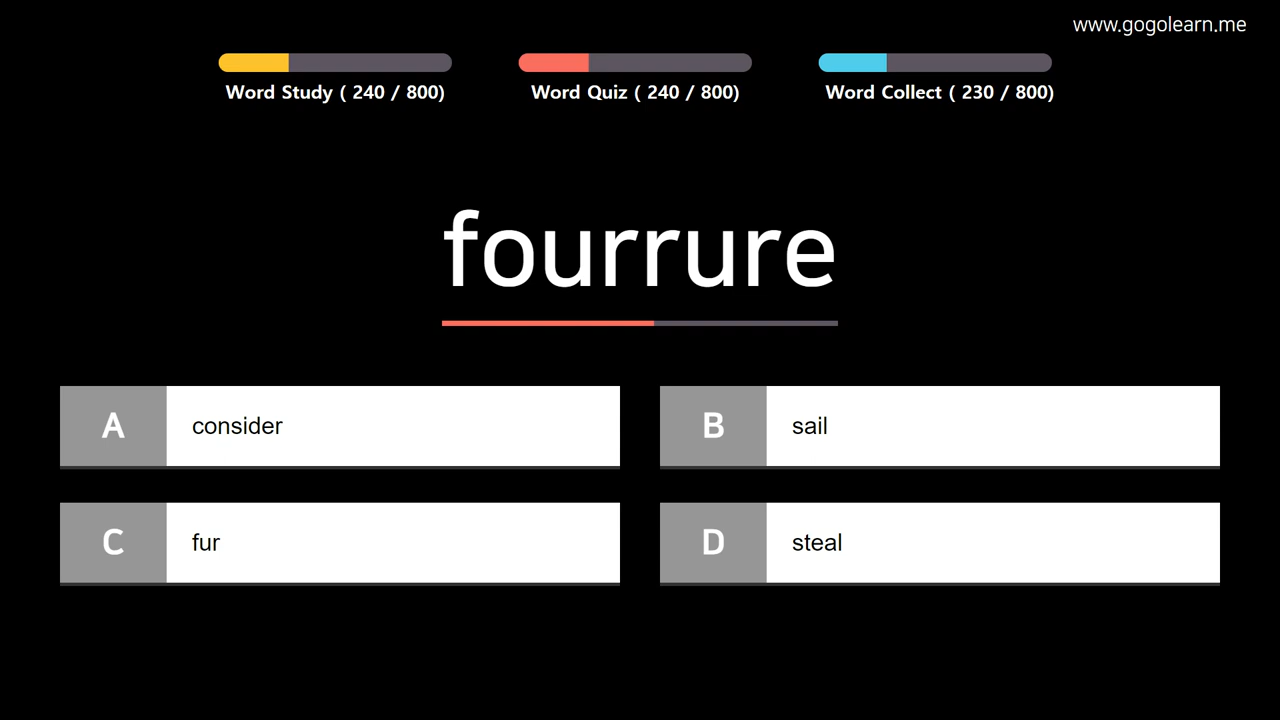 www.gogolearn.me
Word Study ( 240 / 800)
Word Quiz ( 240 / 800)
Word Collect ( 230 / 800)
fourrure
A consider
B sail
C fur
D steal